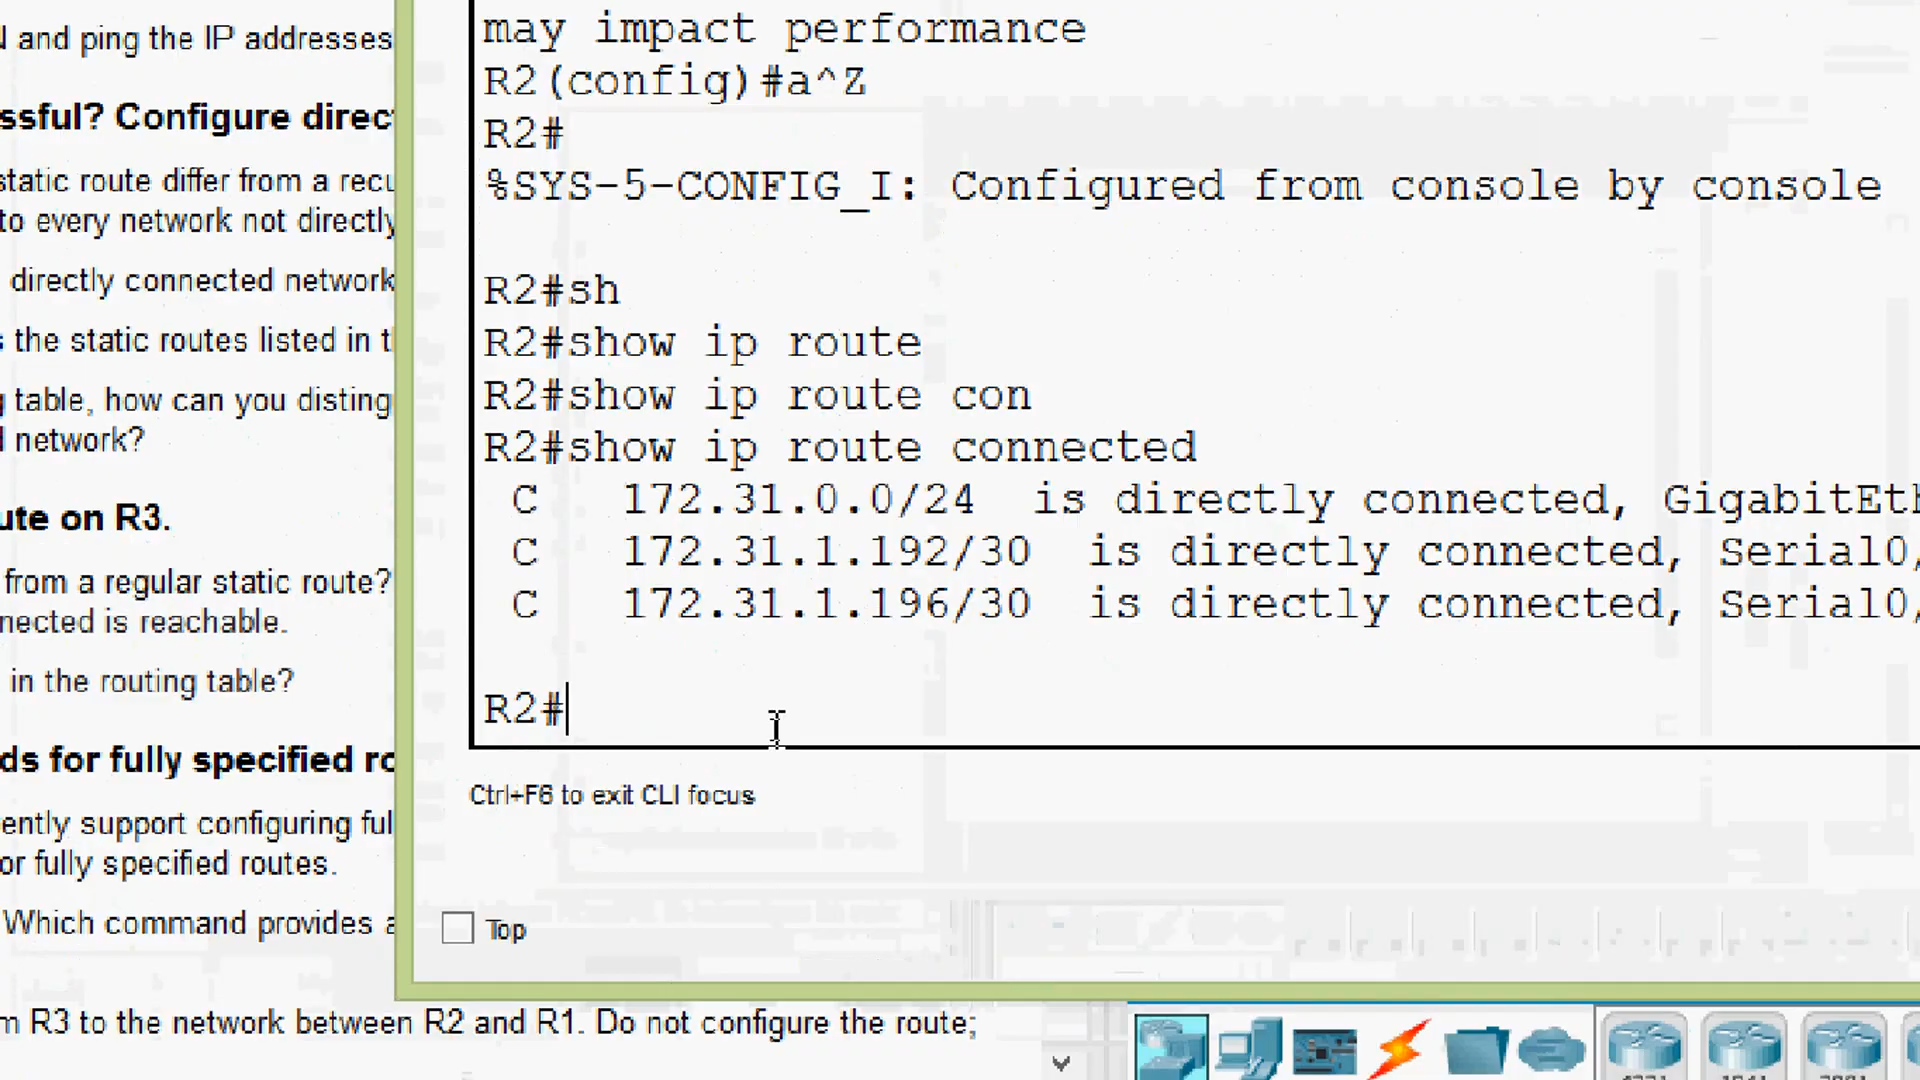 N and ping the IP addresses
ssful? Configure direc
static route differ from a recu
to every network not directly
directly connected network
s the static routes listed in t
g table, how can you disting
d network?
ute on R3.
from a regular static route?
nected is reachable.
in the routing table?
ds for fully specified ro
ently support configuring ful
or fully specified routes.
Which command provides a
m R3 to the network between R2 and R1. Do not configure the route;
may impact performance
R2(config)#a^Z
R2#
%SYS-5-CONFIG_I: Configured from console by console
R2#sh
R2#show ip route
R2#show ip route con
R2#show ip route connected
C 172.31.0.0/24 is directly connected, GigabitEth
C 172.31.1.192/30 is directly connected, Serial0/
C 172.31.1.196/30 is directly connected, Serial0/
R2#
Ctrl+F6 to exit CLI focus
Top